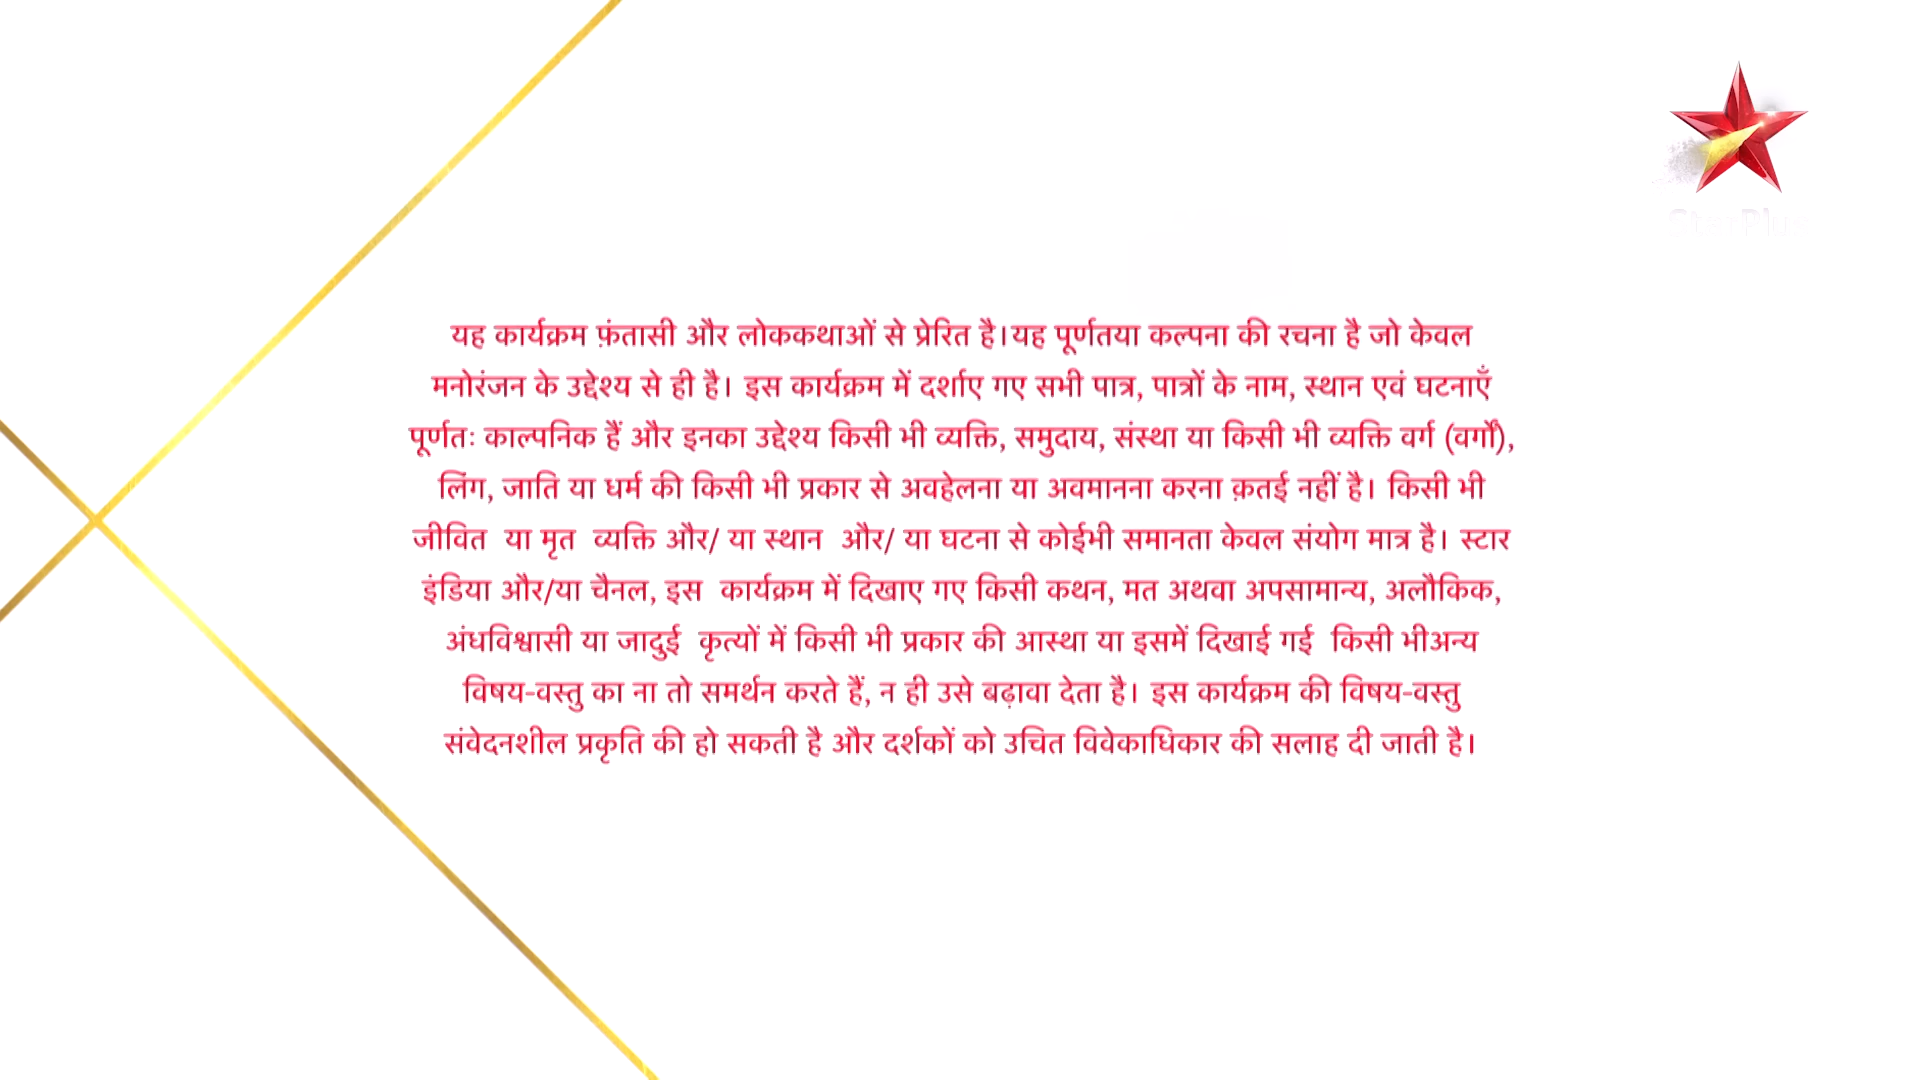 StarPlus
यह कार्यक्रम फ़ंतासी और लोककथाओं से प्रेरित है।यह पूर्णतया कल्पना की रचना है जो केवल
मनोरंजन के उद्देश्य से ही है। इस कार्यक्रम में दर्शाए गए सभी पात्र, पात्रों के नाम, स्थान एवं घटनाएँ
पूर्णतः काल्पनिक हैं और इनका उद्देश्य किसी भी व्यक्ति, समुदाय, संस्था या किसी भी व्यक्ति वर्ग (वर्गों),
लिंग, जाति या धर्म की किसी भी प्रकार से अवहेलना या अवमानना करना क़तई नहीं है। किसी भी
जीवित या मृत व्यक्ति और/ या स्थान और/ या घटना से कोईभी समानता केवल संयोग मात्र है। स्टार
इंडिया और/या चैनल, इस कार्यक्रम में दिखाए गए किसी कथन, मत अथवा अपसामान्य, अलौकिक,
अंधविश्वासी या जादुई कृत्यों में किसी भी प्रकार की आस्था या इसमें दिखाई गई किसी भीअन्य
विषय-वस्तु का ना तो समर्थन करते हैं, न ही उसे बढ़ावा देता है। इस कार्यक्रम की विषय-वस्तु
संवेदनशील प्रकृति की हो सकती है और दर्शकों को उचित विवेकाधिकार की सलाह दी जाती है।